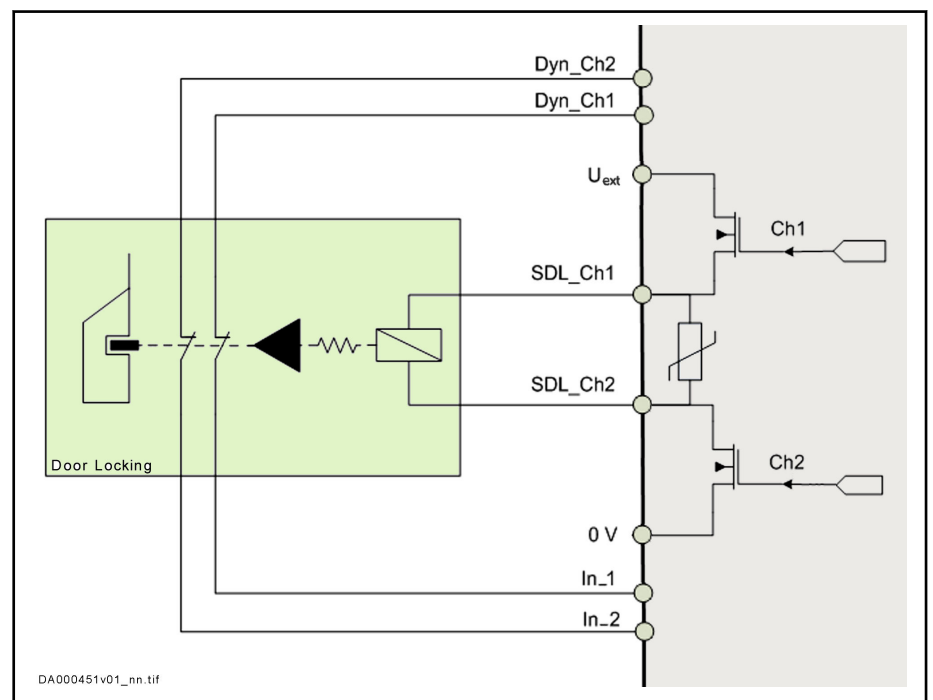 Dyn_Ch2
Dyn_Ch1
Uext
Ch1
SDL_Ch1
SDL_Ch2
Door Locking
Ch2
0 V
In_1
In_2
DA000451v01_nn.tif